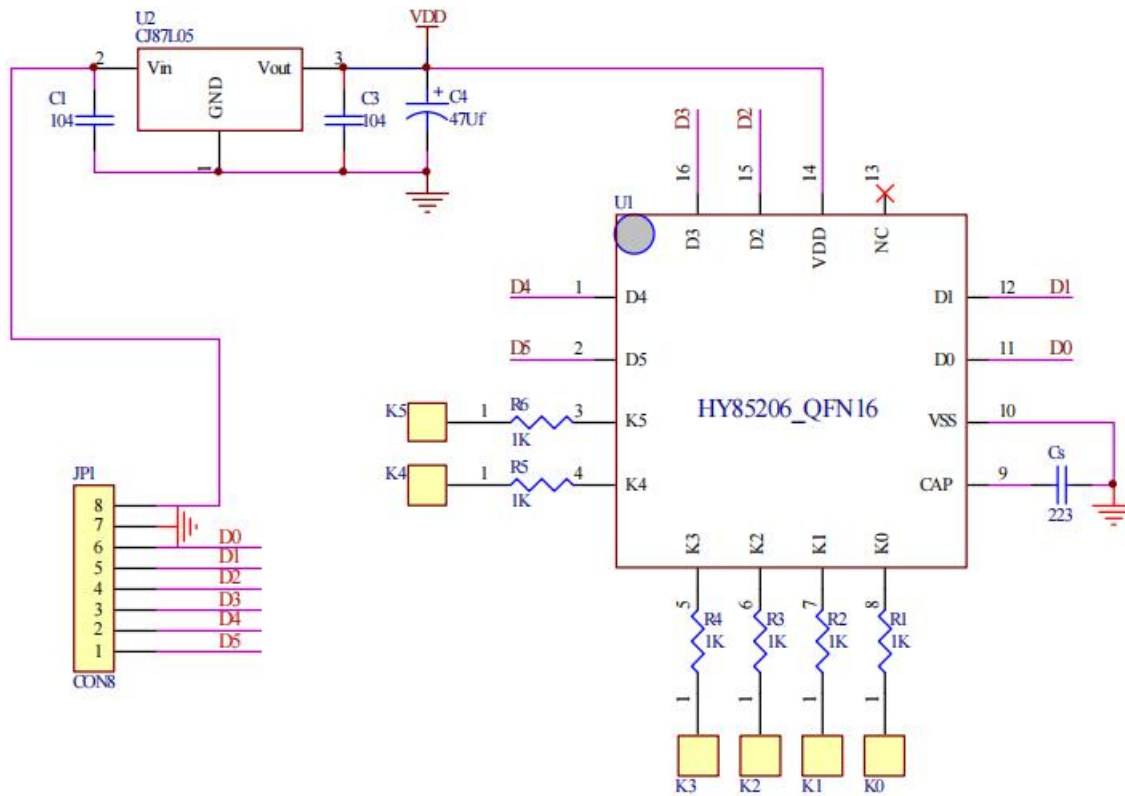 VDD
U2
CJ87L05
2
Vin
Vout
3
GND
1
C1
104
C3
104
C4
+
47Uf
D3
D2
16
15
14
13
U1
D3
D2
VDD
NC
D4
1
D4
D1
12
D1
D5
2
D5
D0
11
D0
HY85206_QFN16
K5
1
R6
1K
3
K5
VSS
10
K4
1
R5
1K
4
K4
CAP
9
Cs
223
K3
K2
K1
K0
5
6
7
8
R4
1K
R3
1K
R2
1K
R1
1K
1
1
1
1
K3
K2
K1
K0
JP1
8
7
6
D0
5
D1
4
D2
3
D3
2
D4
1
D5
CON8